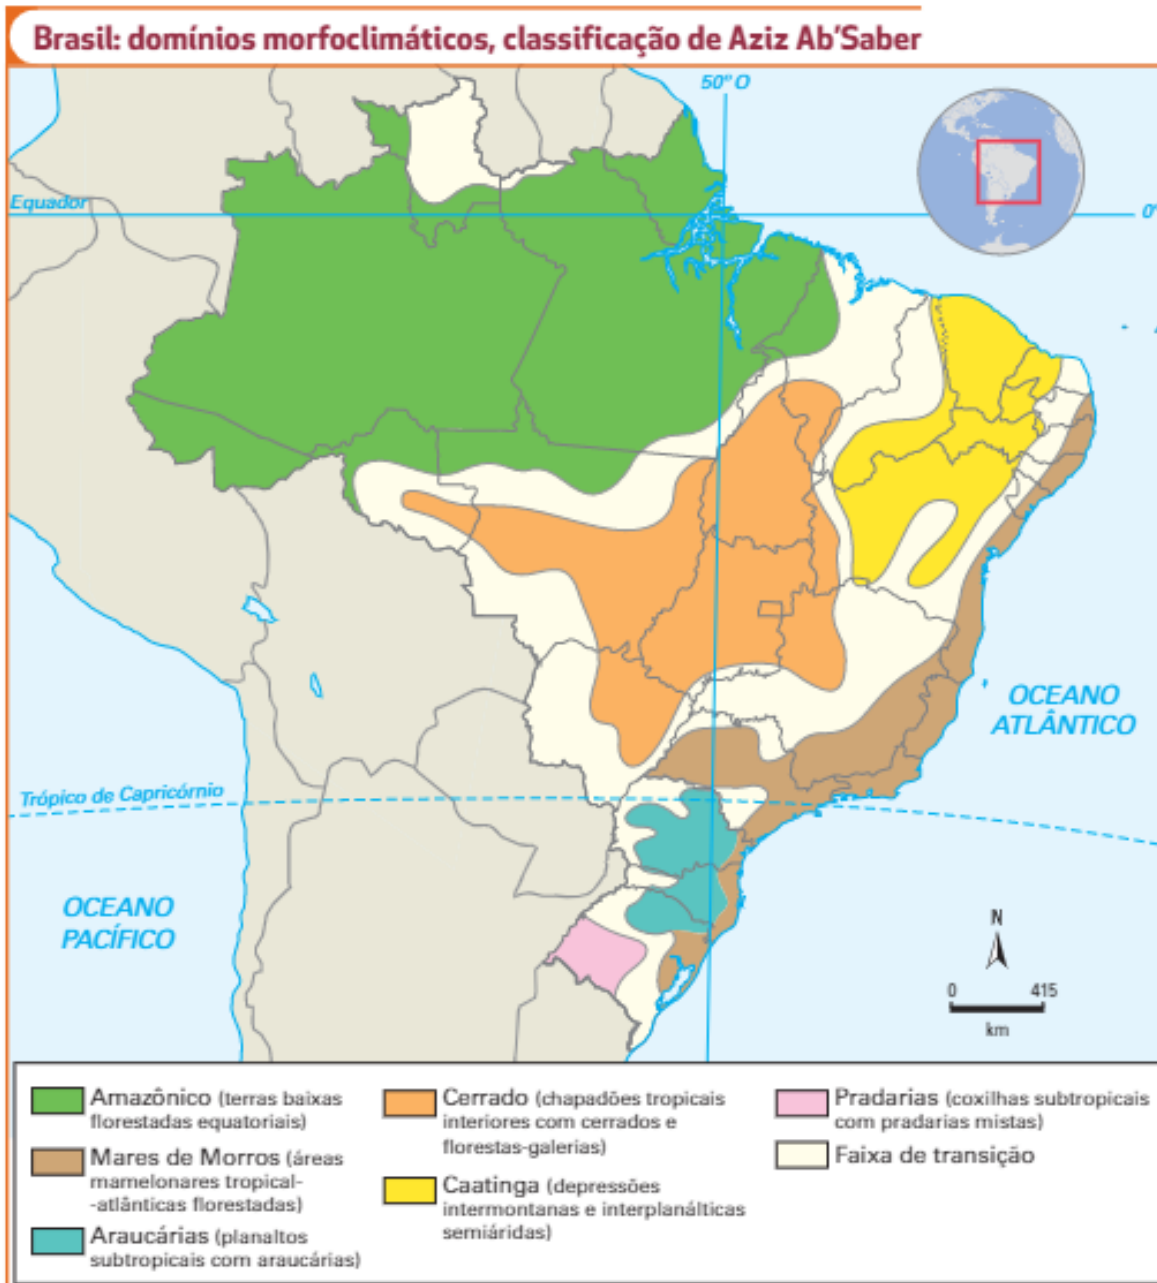 Brasil: domínios morfoclimáticos, classificação de Aziz Ab'Saber
50° O
Equador
0°
OCEANO
ATLÂNTICO
Trópico de Capricórnio
OCEANO
PACÍFICO
N
0 415
km
Amazônico (terras baixas
florestadas equatoriais)
Mares de Morros (áreas
mamelonares tropical-
-atlânticas florestadas)
Araucárias (planaltos
subtropicais com araucárias)
Cerrado (chapadões tropicais
interiores com cerrados e
florestas-galerias)
Caatinga (depressões
intermontanas e interplanálticas
semiáridas)
Pradarias (coxilhas subtropicais
com pradarias mistas)
Faixa de transição